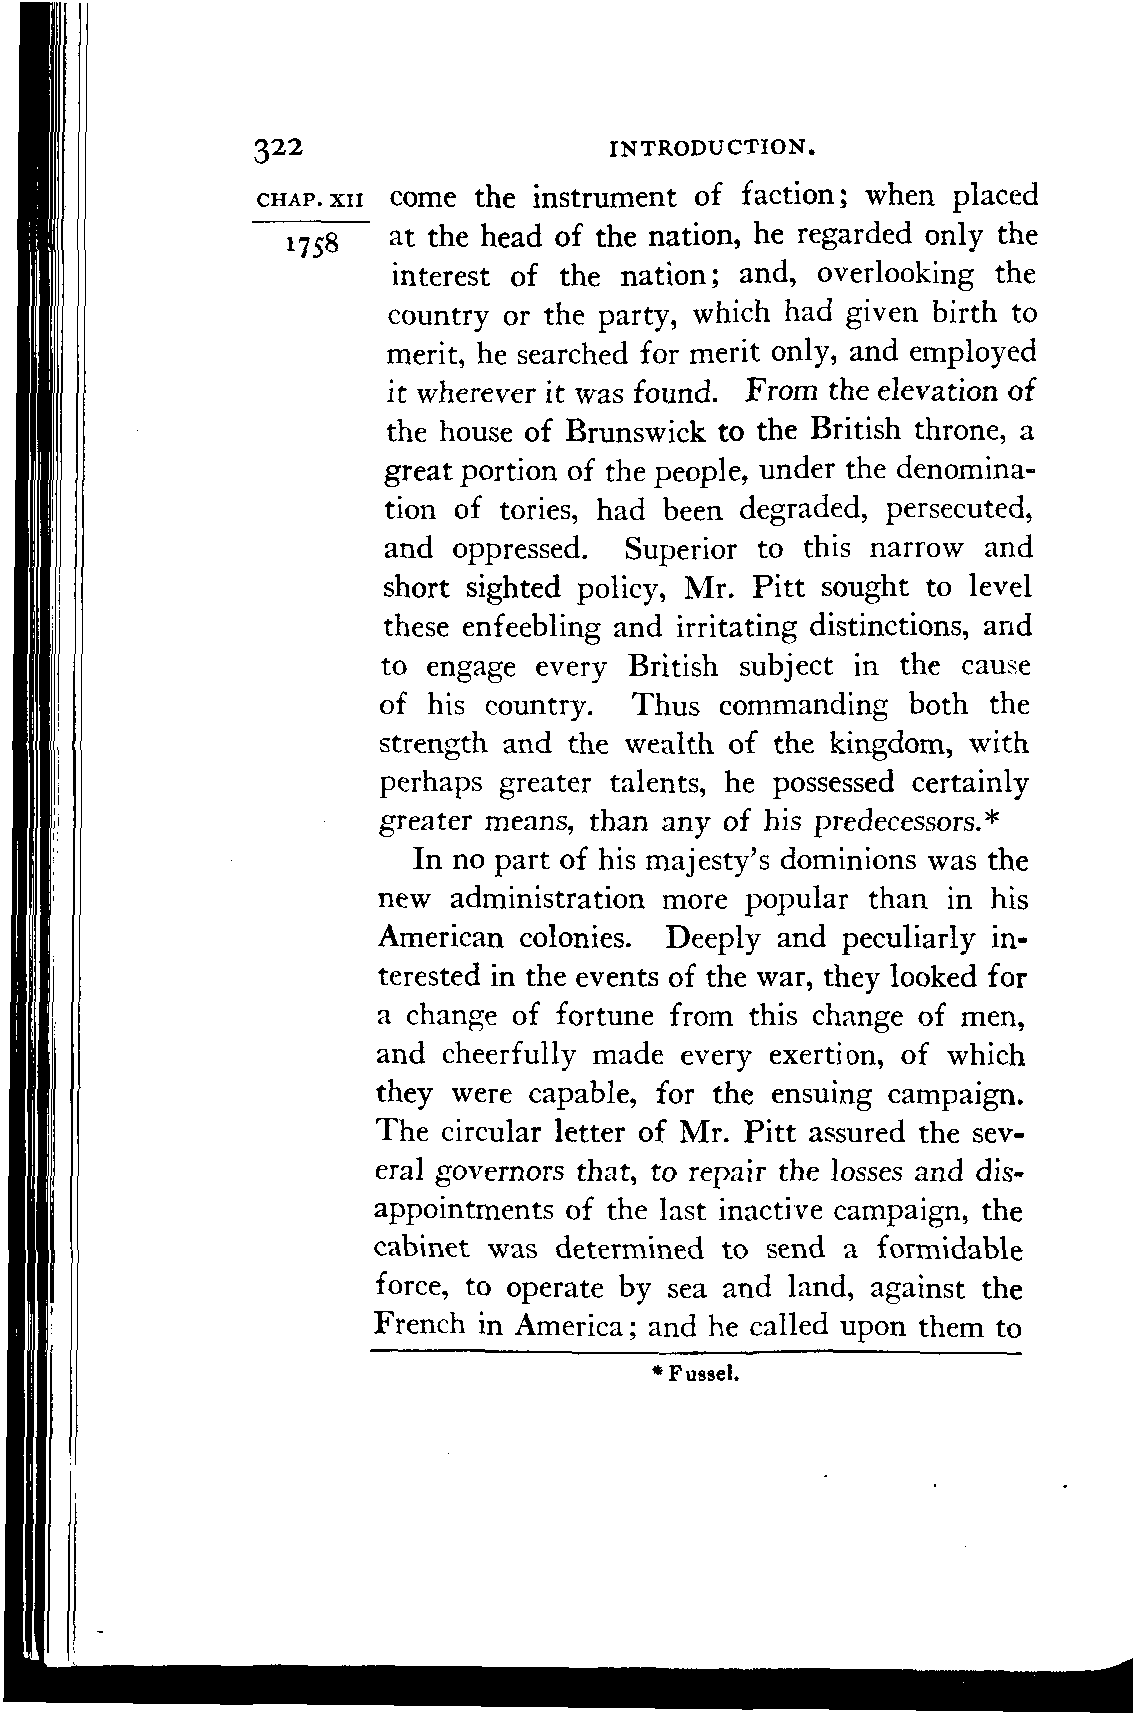 322 INTRODUCTION.
CHAP. XII come the instrument of faction; when placed
1758 at the head of the nation, he regarded only the
interest of the nation; and, overlooking the
country or the party, which had given birth to
merit, he searched for merit only, and employed
it wherever it was found. From the elevation of
the house of Brunswick to the British throne, a
great portion of the people, under the denomina-
tion of tories, had been degraded, persecuted,
and oppressed. Superior to this narrow and
short sighted policy, Mr. Pitt sought to level
these enfeebling and irritating distinctions, and
to engage every British subject in the cause
of his country. Thus commanding both the
strength and the wealth of the kingdom, with
perhaps greater talents, he possessed certainly
greater means, than any of his predecessors.*
In no part of his majesty's dominions was the
new administration more popular than in his
American colonies. Deeply and peculiarly in-
terested in the events of the war, they looked for
a change of fortune from this change of men,
and cheerfully made every exertion, of which
they were capable, for the ensuing campaign.
The circular letter of Mr. Pitt assured the sev-
eral governors that, to repair the losses and dis-
appointments of the last inactive campaign, the
cabinet was determined to send a formidable
force, to operate by sea and land, against the
French in America; and he called upon them to
* Fussel.